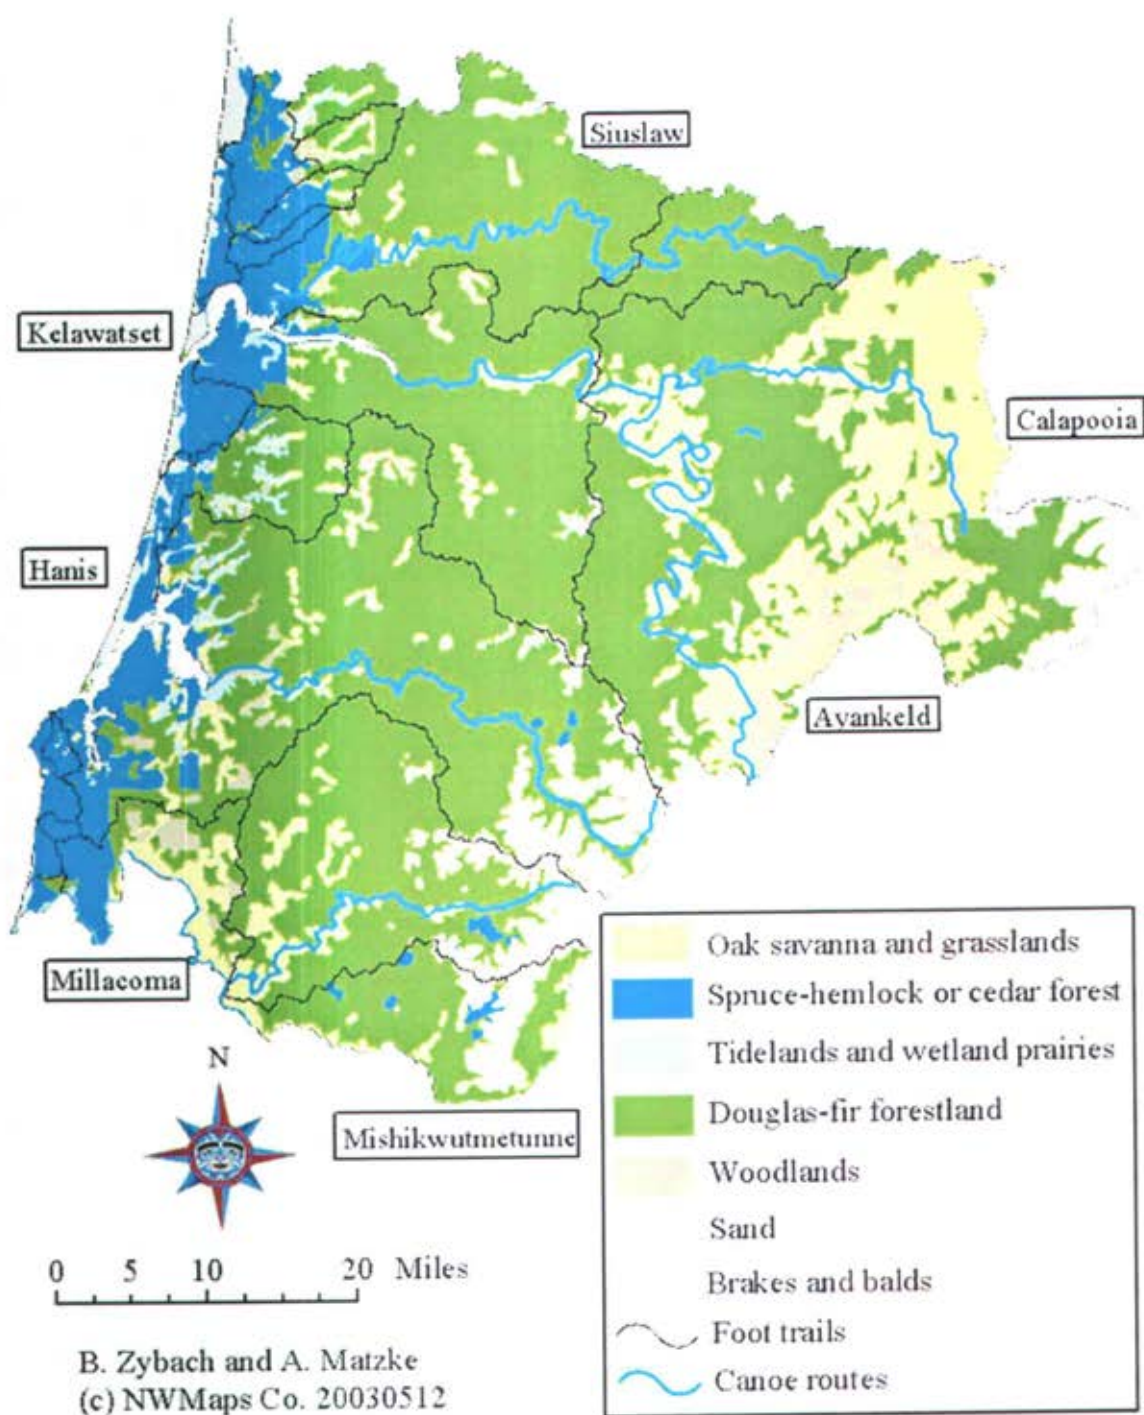 Siuslaw
Kelawatset
Calapooia
Hanis
Avankeld
Millacoma
Mishikwutmetunne
N
0 5 10 20 Miles
B. Zybach and A. Matzke
(c) NWMaps Co. 20030512
Oak savanna and grasslands
Spruce-hemlock or cedar forest
Tidelands and wetland prairies
Douglas-fir forestland
Woodlands
Sand
Brakes and balds
Foot trails
Canoe routes